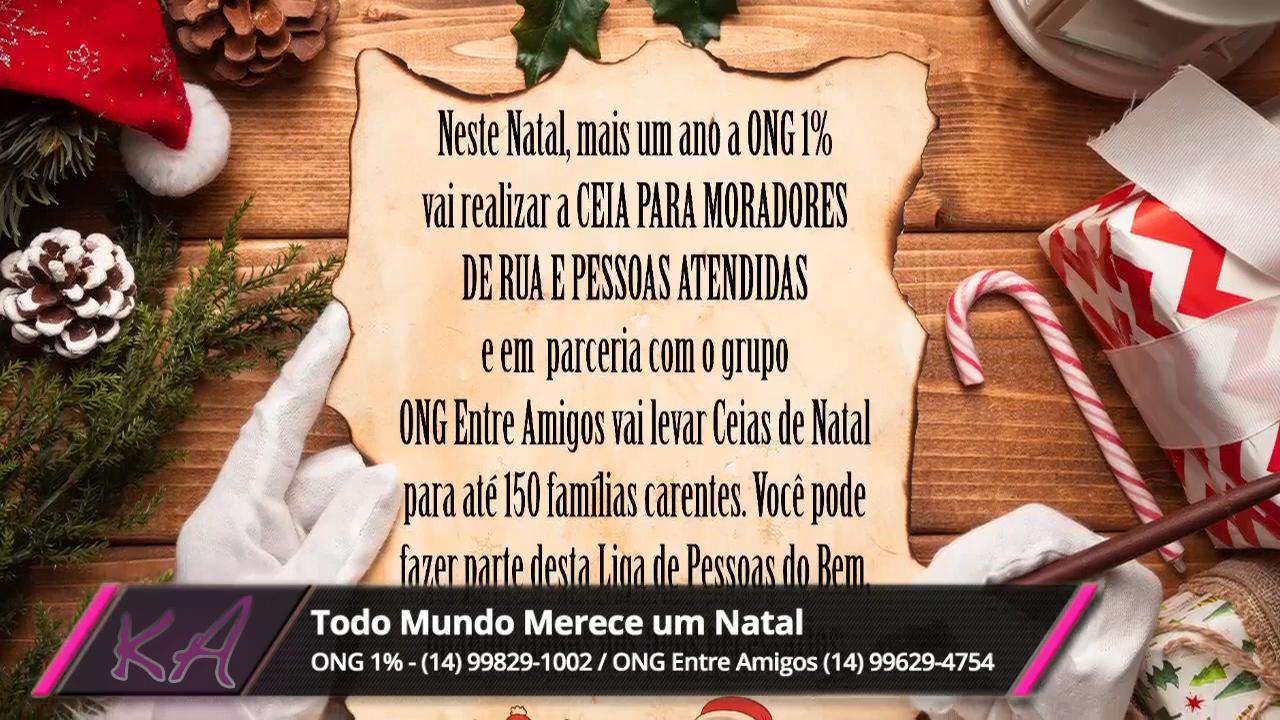 Neste Natal, mais um ano a ONG 1%
vai realizar a CEIA PARA MORADORES
DE RUA E PESSOAS ATENDIDAS
e em parceria com o grupo
ONG Entre Amigos vai levar Ceias de Natal
para até 150 famílias carentes. Você pode
fazer parte desta Liga de Pessoas do Bem.
KA
Todo Mundo Merece um Natal
ONG 1% - (14) 99829-1002 / ONG Entre Amigos (14) 99629-4754